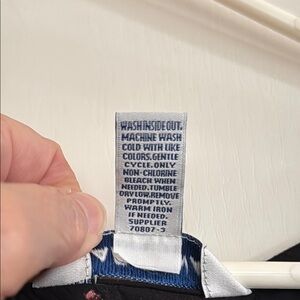 WASH INSIDE OUT.
MACHINE WASH
COLD WITH LIKE
COLORS. GENTLE
CYCLE. ONLY
NON-CHLORINE
BLEACH WHEN
NEEDED. TUMBLE
DRY LOW. REMOVE
PROMPTLY.
WARM IRON
IF NEEDED.
SUPPLIER
70807-3